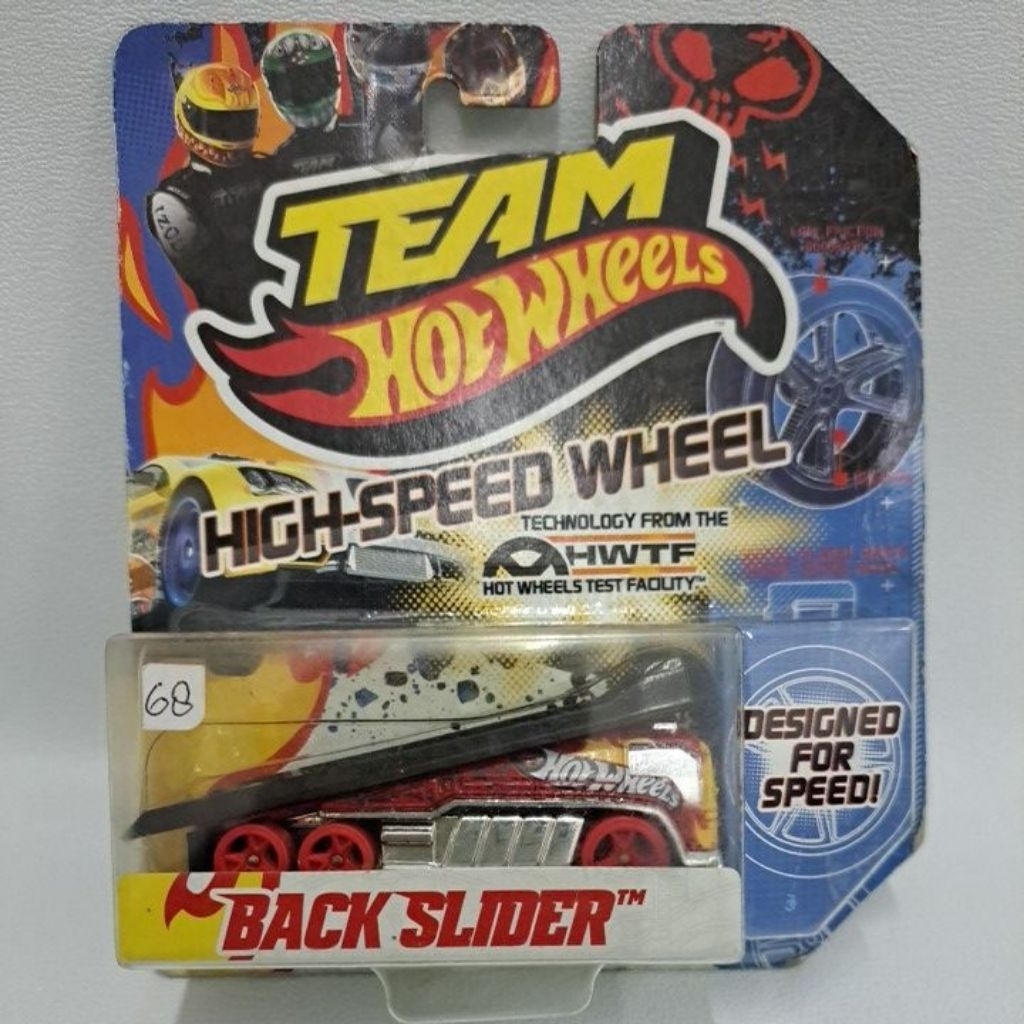 TEAM
HOT WHEELS
HIGH-SPEED WHEEL
TECHNOLOGY FROM THE
HWTF
HOT WHEELS TEST FACILITY™
68
HOT WHEELS
DESIGNED
FOR
SPEED!
BACK SLIDER™